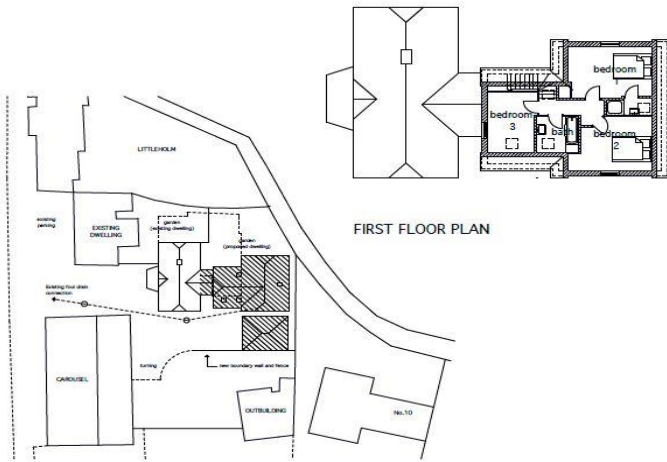 bedroom
1
bedroom
3
bath
bedroom
2
FIRST FLOOR PLAN
LITTLEHOLM
existing
parking
EXISTING
DWELLING
garden
(existing dwelling)
garden
(proposed dwelling)
Existing foul drain
connection
CAROUSEL
turning
new boundary wall and fence
OUTBUILDING
No.10